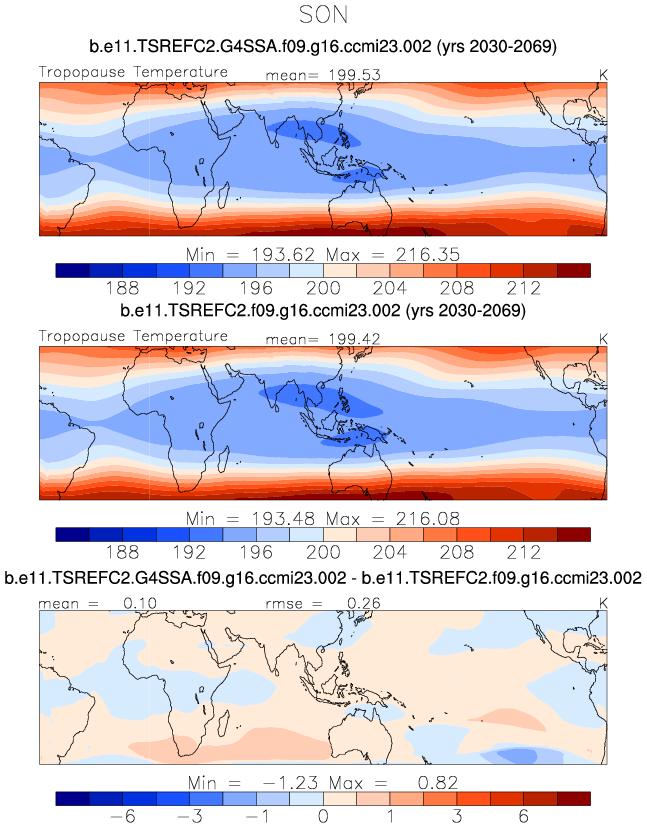 SON
b.e11.TSREFC2.G4SSA.f09.g16.ccmi23.002 (yrs 2030-2069)
Tropopause Temperature mean= 199.53 K
Min = 193.62 Max = 216.35
188 192 196 200 204 208 212
b.e11.TSREFC2.f09.g16.ccmi23.002 (yrs 2030-2069)
Tropopause Temperature mean= 199.42 K
Min = 193.48 Max = 216.08
188 192 196 200 204 208 212
b.e11.TSREFC2.G4SSA.f09.g16.ccmi23.002 - b.e11.TSREFC2.f09.g16.ccmi23.002
mean = 0.10 rmse = 0.26 K
Min = -1.23 Max = 0.82
-6 -3 -1 0 1 3 6